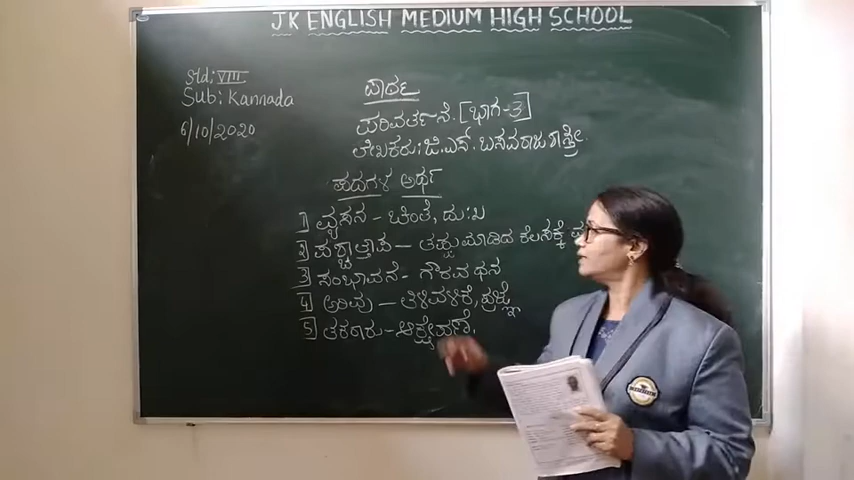 JK ENGLISH MEDIUM HIGH SCHOOL
Std: VIII
Sub: Kannada
6/10/2020
ಪಾಠ
ಪರಿವರ್ತನೆ. [ಭಾಗ-3]
ಲೇಖಕರು: ಜಿ.ಎಸ್. ಬಸವರಾಜ ಶಾಸ್ತ್ರೀ.
ಪದಗಳ ಅರ್ಥ
1] ವ್ಯಸನ - ಚಿಂತೆ, ದು:ಖ
2] ಪಶ್ಚಾತ್ತಾಪ - ತಪ್ಪು ಮಾಡಿದ ಕೆಲಸಕ್ಕೆ
3] ಸಂಭಾವನೆ - ಗೌರವ ಧನ
4] ಅರಿವು - ತಿಳಿವಳಿಕೆ, ಪ್ರಜ್ಞೆ
5] ತಕರಾರು - ಆಕ್ಷೇಪಣೆ.